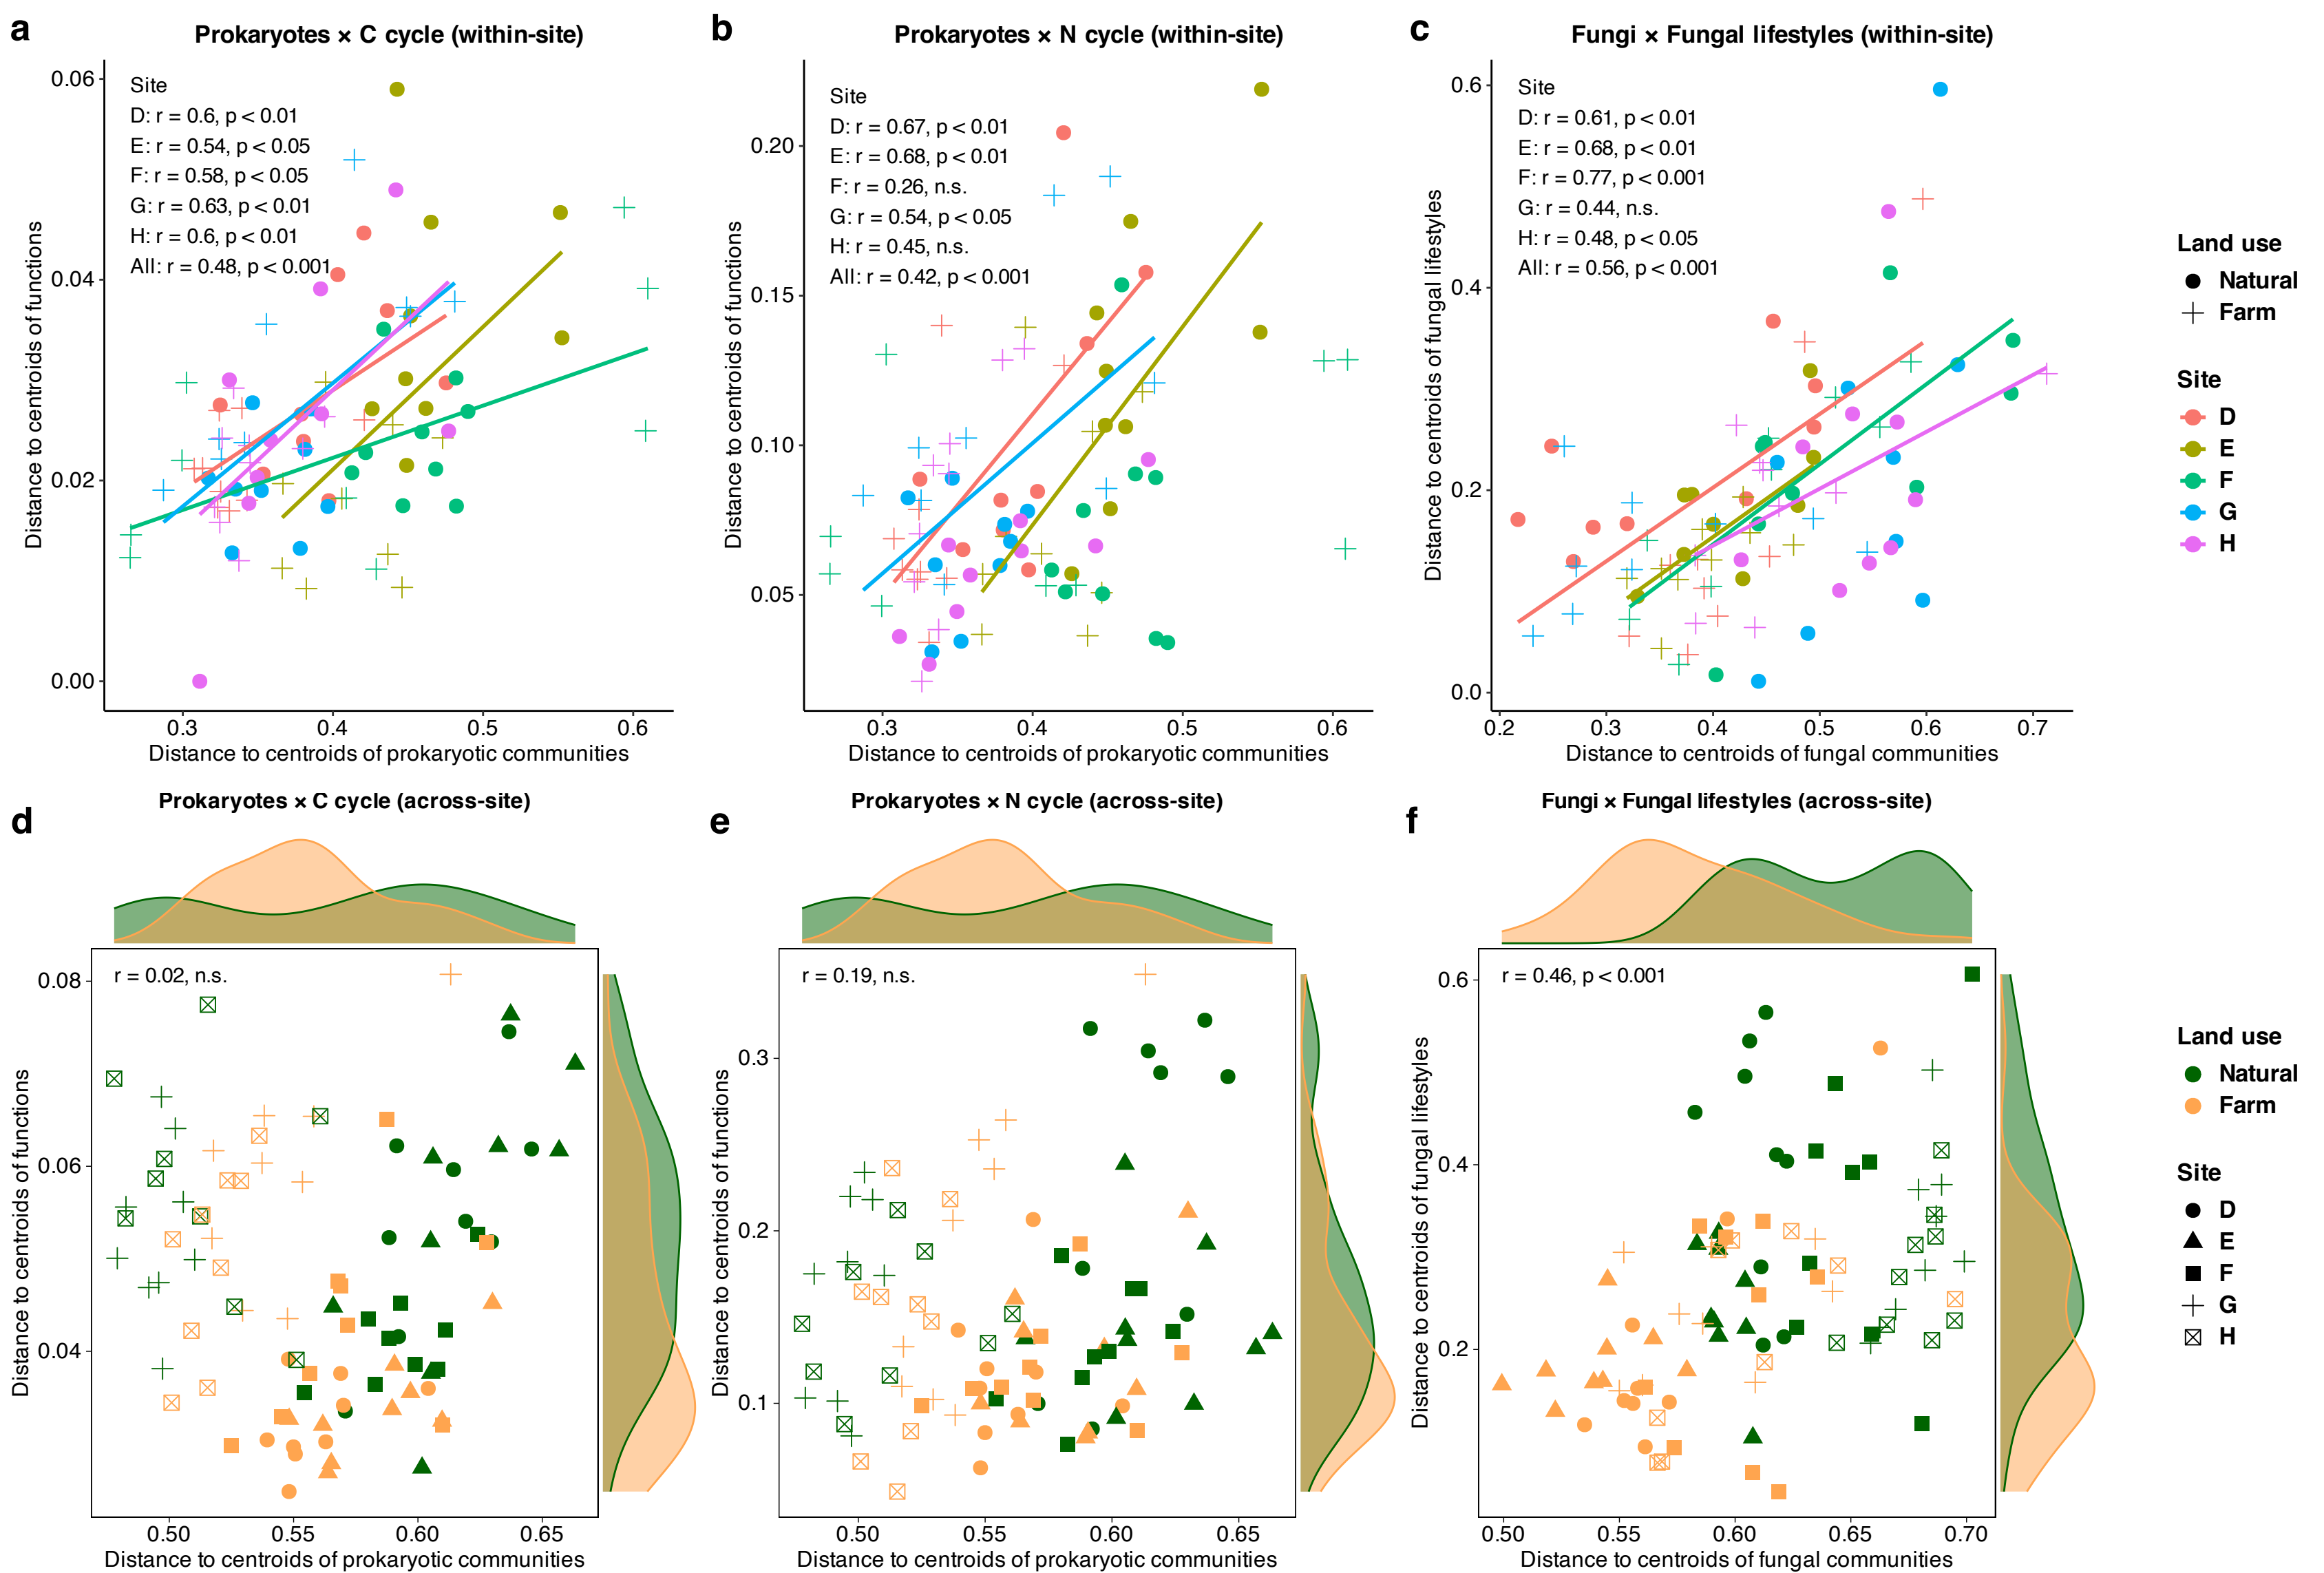 a
Prokaryotes × C cycle (within-site)
Site
D: r = 0.6, p < 0.01
E: r = 0.54, p < 0.05
F: r = 0.58, p < 0.05
G: r = 0.63, p < 0.01
H: r = 0.6, p < 0.01
All: r = 0.48, p < 0.001
0.06
0.04
0.02
0.00
Distance to centroids of functions
0.3 0.4 0.5 0.6
Distance to centroids of prokaryotic communities
b
Prokaryotes × N cycle (within-site)
Site
D: r = 0.67, p < 0.01
E: r = 0.68, p < 0.01
F: r = 0.26, n.s.
G: r = 0.54, p < 0.05
H: r = 0.45, n.s.
All: r = 0.42, p < 0.001
0.20
0.15
0.10
0.05
Distance to centroids of functions
0.3 0.4 0.5 0.6
Distance to centroids of prokaryotic communities
c
Fungi × Fungal lifestyles (within-site)
Site
D: r = 0.61, p < 0.01
E: r = 0.68, p < 0.01
F: r = 0.77, p < 0.001
G: r = 0.44, n.s.
H: r = 0.48, p < 0.05
All: r = 0.56, p < 0.001
0.6
0.4
0.2
0.0
Distance to centroids of fungal lifestyles
0.2 0.3 0.4 0.5 0.6 0.7
Distance to centroids of fungal communities
Land use
Natural
Farm
Site
D
E
F
G
H
d
Prokaryotes × C cycle (across-site)
r = 0.02, n.s.
0.08
0.06
0.04
Distance to centroids of functions
0.50 0.55 0.60 0.65
Distance to centroids of prokaryotic communities
e
Prokaryotes × N cycle (across-site)
r = 0.19, n.s.
0.3
0.2
0.1
Distance to centroids of functions
0.50 0.55 0.60 0.65
Distance to centroids of prokaryotic communities
f
Fungi × Fungal lifestyles (across-site)
r = 0.46, p < 0.001
0.6
0.4
0.2
Distance to centroids of fungal lifestyles
0.50 0.55 0.60 0.65 0.70
Distance to centroids of fungal communities
Land use
Natural
Farm
Site
D
E
F
G
H